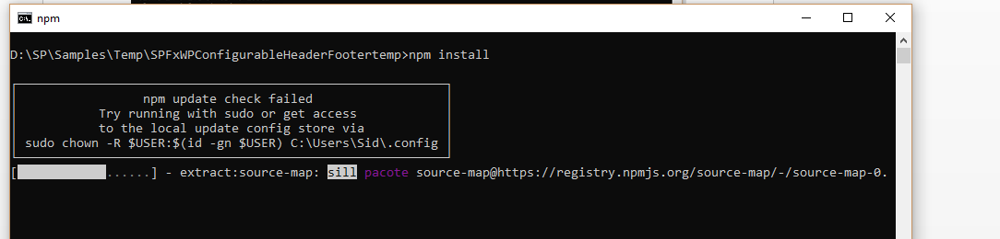 npm
D:\SP\Samples\Temp\SPFxWPConfigurableHeaderFootertemp>npm install
npm update check failed
Try running with sudo or get access
to the local update config store via
sudo chown -R $USER:$(id -gn $USER) C:\Users\Sid\.config
[......] - extract:source-map: sill pacote source-map@https://registry.npmjs.org/source-map/-/source-map-0.